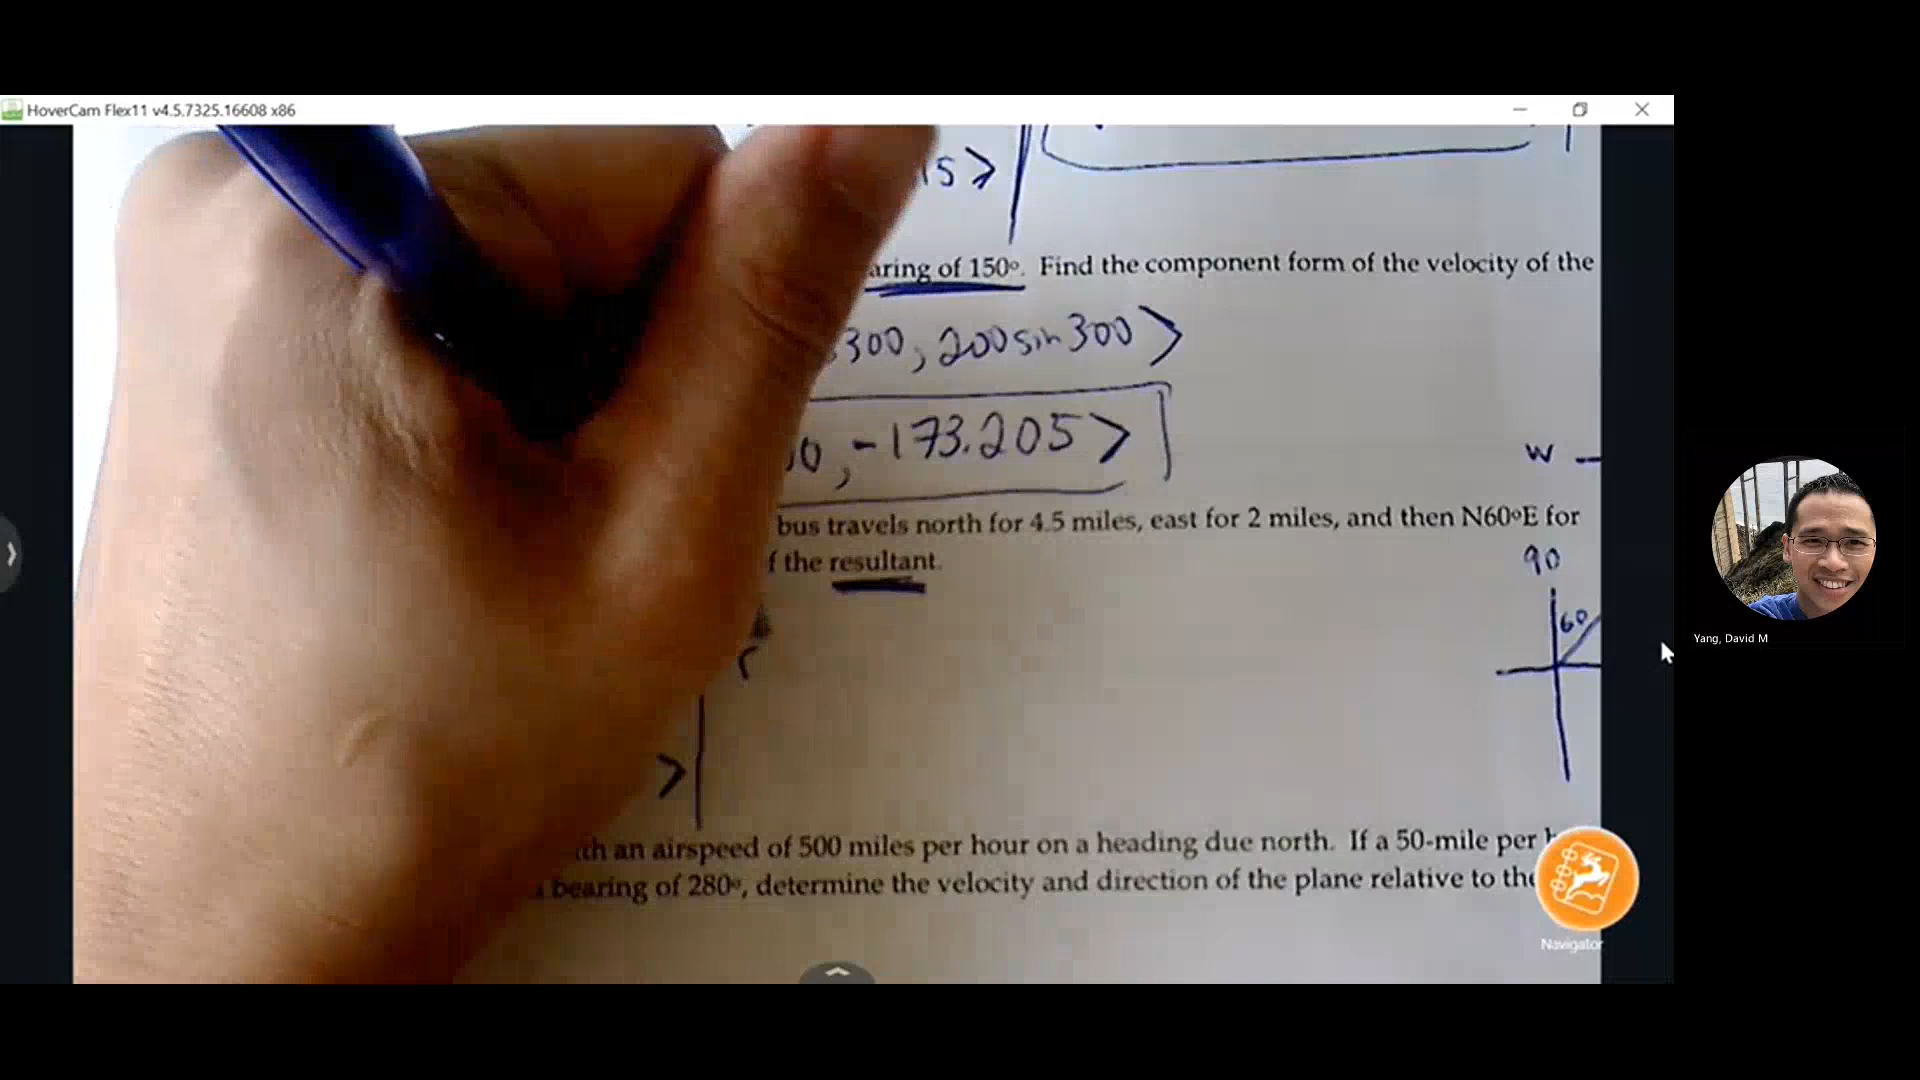 HoverCam Flex11 v4.5.7325.16608 x86
15 >
aring of 150°. Find the component form of the velocity of the
300, 200 sin 300 >
0, -173.205 >
W
bus travels north for 4.5 miles, east for 2 miles, and then N60°E for
f the resultant.
90
60
r
>
th an airspeed of 500 miles per hour on a heading due north. If a 50-mile per h
bearing of 280°, determine the velocity and direction of the plane relative to the
Navigator
Yang, David M